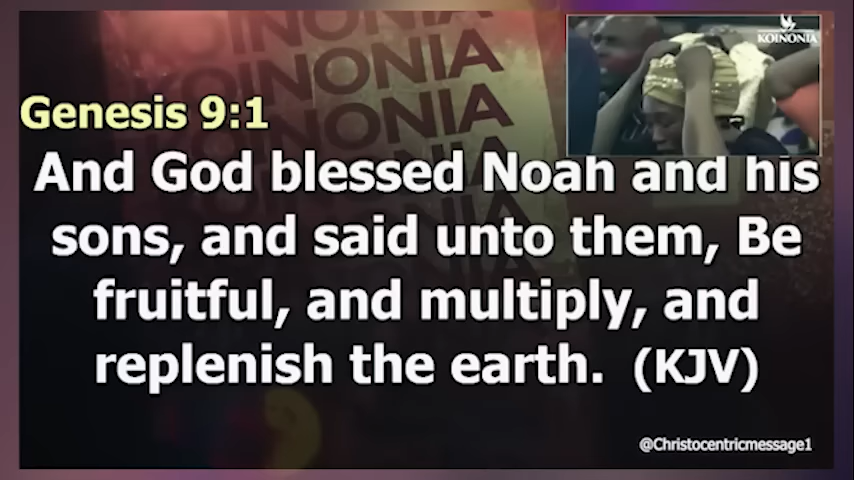 KOINONIA
KOINONIA
KOINONIA
KOINONIA
Genesis 9:1
And God blessed Noah and his
sons, and said unto them, Be
fruitful, and multiply, and
replenish the earth. (KJV)
@Christocentricmessage1